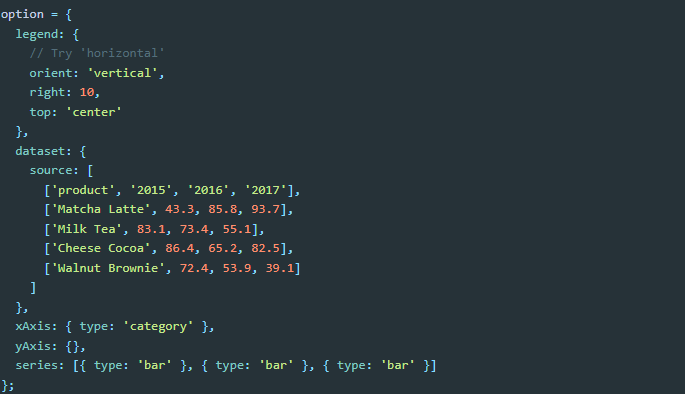 option = {
  legend: {
    // Try 'horizontal'
    orient: 'vertical',
    right: 10,
    top: 'center'
  },
  dataset: {
    source: [
      ['product', '2015', '2016', '2017'],
      ['Matcha Latte', 43.3, 85.8, 93.7],
      ['Milk Tea', 83.1, 73.4, 55.1],
      ['Cheese Cocoa', 86.4, 65.2, 82.5],
      ['Walnut Brownie', 72.4, 53.9, 39.1]
    ]
  },
  xAxis: { type: 'category' },
  yAxis: {},
  series: [{ type: 'bar' }, { type: 'bar' }, { type: 'bar' }]
};